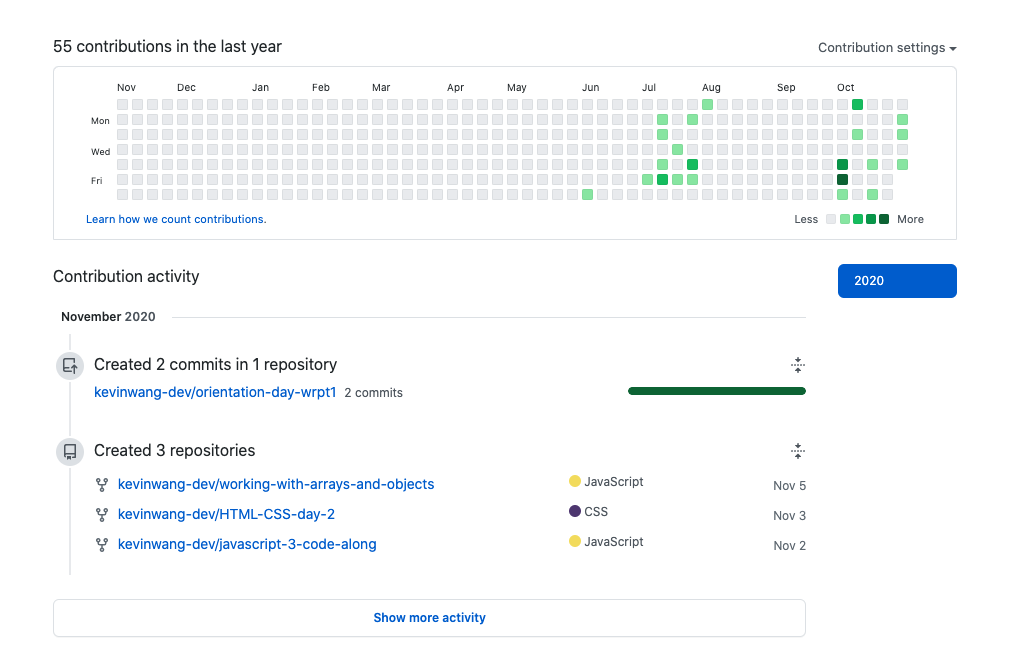 55 contributions in the last year
Contribution settings
Nov Dec Jan Feb Mar Apr May Jun Jul Aug Sep Oct
Mon
Wed
Fri
Learn how we count contributions.
Less More
Contribution activity
2020
November 2020
Created 2 commits in 1 repository
kevinwang-dev/orientation-day-wrpt1 2 commits
Created 3 repositories
kevinwang-dev/working-with-arrays-and-objects JavaScript Nov 5
kevinwang-dev/HTML-CSS-day-2 CSS Nov 3
kevinwang-dev/javascript-3-code-along JavaScript Nov 2
Show more activity